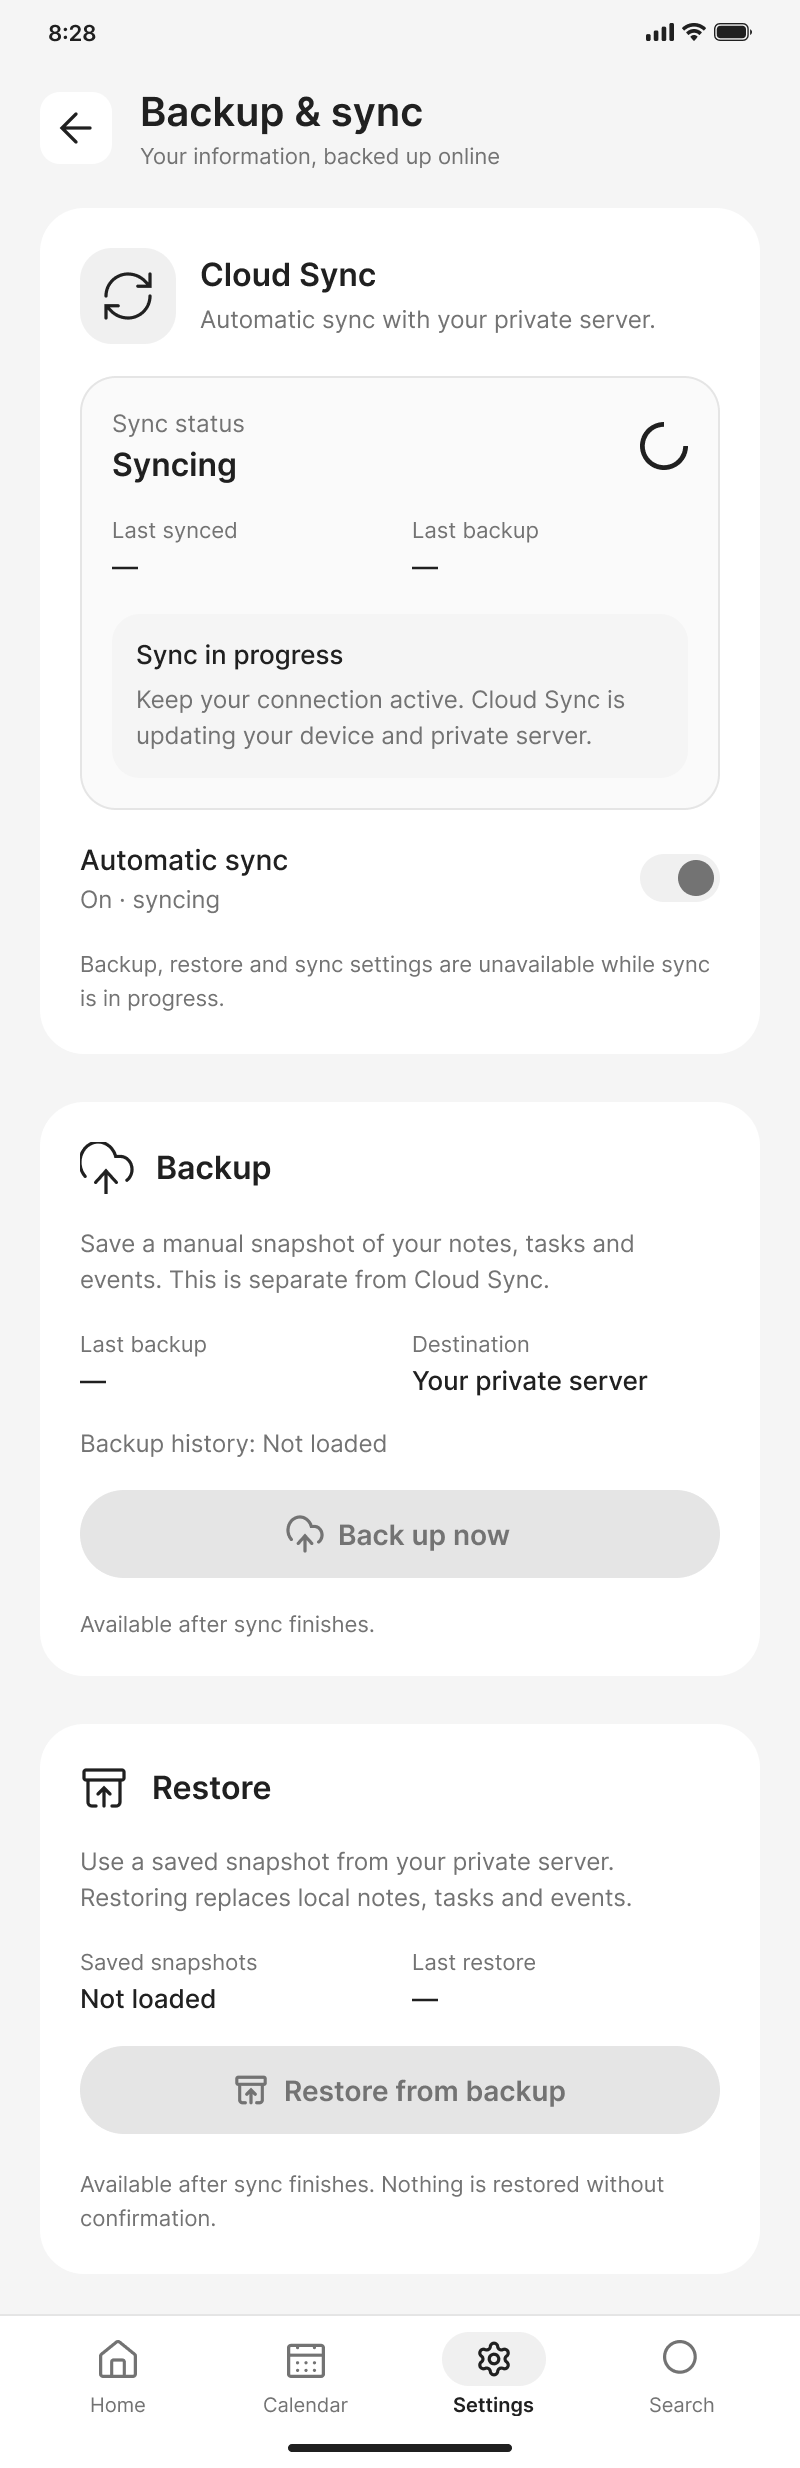 8:28
Backup & sync
Your information, backed up online
Cloud Sync
Automatic sync with your private server.
Sync status
Syncing
Last synced
Last backup
—
—
Sync in progress
Keep your connection active. Cloud Sync is
updating your device and private server.
Automatic sync
On · syncing
Backup, restore and sync settings are unavailable while sync
is in progress.
Backup
Save a manual snapshot of your notes, tasks and
events. This is separate from Cloud Sync.
Last backup
Destination
—
Your private server
Backup history: Not loaded
Back up now
Available after sync finishes.
Restore
Use a saved snapshot from your private server.
Restoring replaces local notes, tasks and events.
Saved snapshots
Last restore
Not loaded
—
Restore from backup
Available after sync finishes. Nothing is restored without
confirmation.
Home
Calendar
Settings
Search